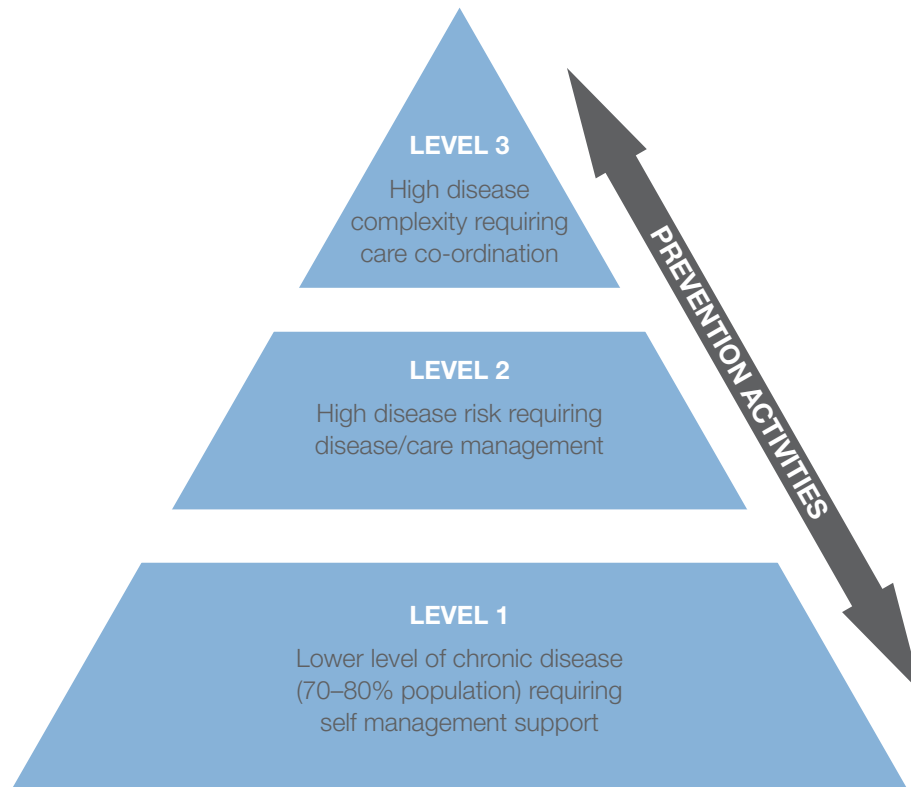 LEVEL 3
High disease
complexity requiring
care co-ordination
PREVENTION ACTIVITIES
LEVEL 2
High disease risk requiring
disease/care management
LEVEL 1
Lower level of chronic disease
(70–80% population) requiring
self management support